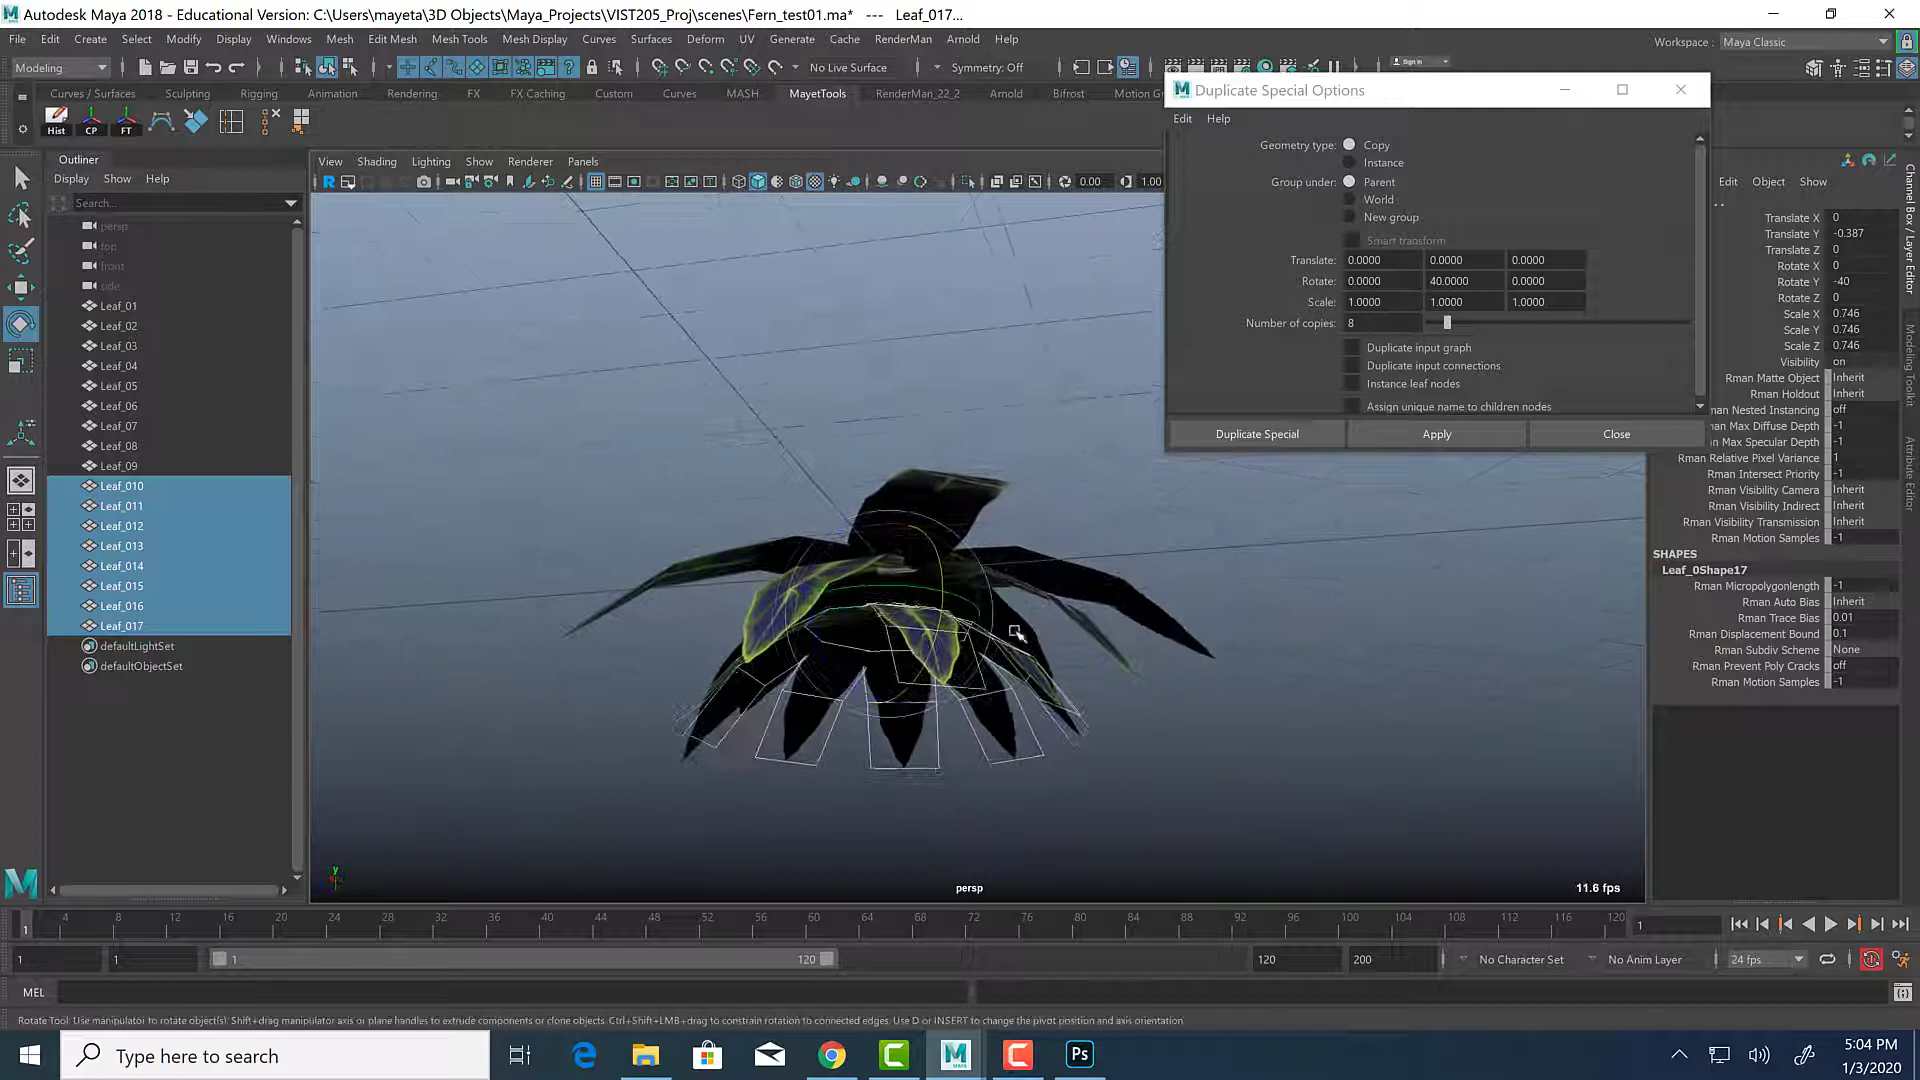 Autodesk Maya 2018 - Educational Version: C:\Users\mayeta\3D Objects\Maya_Projects\VIST205_Proj\scenes\Fern_test01.ma*   ---   Leaf_017...
File Edit Create Select Modify Display Windows Mesh Edit Mesh Mesh Tools Mesh Display Curves Surfaces Deform UV Generate Cache RenderMan Arnold Help
Workspace : Maya Classic
Modeling
No Live Surface
Symmetry: Off
Sign in
Curves / Surfaces Sculpting Rigging Animation Rendering FX FX Caching Custom Curves MASH MayetTools RenderMan_22_2 Arnold Bifrost Motion Gr
Hist CP FT
Duplicate Special Options
Edit Help
Geometry type: Copy
Instance
Group under: Parent
World
New group
Smart transform
Translate: 0.0000 0.0000 0.0000
Rotate: 0.0000 40.0000 0.0000
Scale: 1.0000 1.0000 1.0000
Number of copies: 8
Duplicate input graph
Duplicate input connections
Instance leaf nodes
Assign unique name to children nodes
Duplicate Special Apply Close
Outliner
Display Show Help
Search...
persp
top
front
side
Leaf_01
Leaf_02
Leaf_03
Leaf_04
Leaf_05
Leaf_06
Leaf_07
Leaf_08
Leaf_09
Leaf_010
Leaf_011
Leaf_012
Leaf_013
Leaf_014
Leaf_015
Leaf_016
Leaf_017
defaultLightSet
defaultObjectSet
View Shading Lighting Show Renderer Panels
0.00 1.00
persp
11.6 fps
y
Edit Object Show
Translate X 0
Translate Y -0.387
Translate Z 0
Rotate X 0
Rotate Y -40
Rotate Z 0
Scale X 0.746
Scale Y 0.746
Scale Z 0.746
Visibility on
Rman Matte Object Inherit
Rman Holdout Inherit
man Nested Instancing off
man Max Diffuse Depth -1
man Max Specular Depth -1
Rman Relative Pixel Variance 1
Rman Intersect Priority -1
Rman Visibility Camera Inherit
Rman Visibility Indirect Inherit
Rman Visibility Transmission Inherit
Rman Motion Samples -1
SHAPES
Leaf_0Shape17
Rman Micropolygonlength -1
Rman Auto Bias Inherit
Rman Trace Bias 0.01
Rman Displacement Bound 0.1
Rman Subdiv Scheme None
Rman Prevent Poly Cracks off
Rman Motion Samples -1
Channel Box / Layer Editor
Modeling Toolkit
Attribute Editor
4 8 12 16 20 24 28 32 36 40 44 48 52 56 60 64 68 72 76 80 84 88 92 96 100 104 108 112 116 120
1
1
1 1 1 120 120 200
No Character Set
No Anim Layer
24 fps
MEL
Rotate Tool: Use manipulator to rotate object(s). Shift+drag manipulator axis or plane handles to extrude components or clone objects. Ctrl+Shift+LMB+drag to constrain rotation to connected edges. Use D or INSERT to change the pivot position and axis orientation.
Type here to search
Ps
5:04 PM
1/3/2020